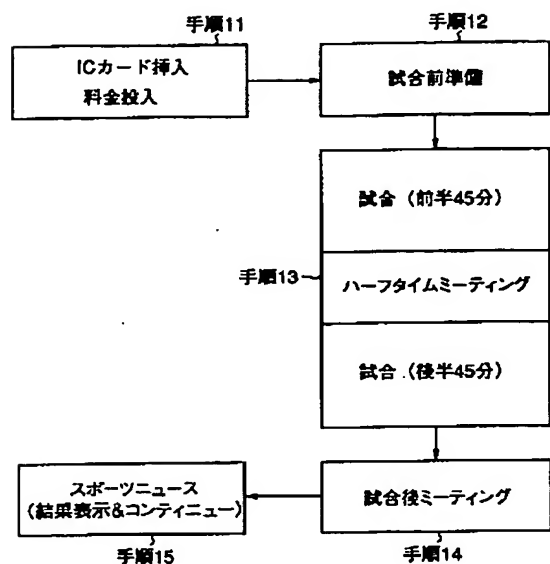 手順11
ICカード挿入
料金投入
手順12
試合前準備
試合 (前半45分)
手順13
ハーフタイムミーティング
試合 (後半45分)
試合後ミーティング
手順14
スポーツニュース
(結果表示&コンティニュー)
手順15